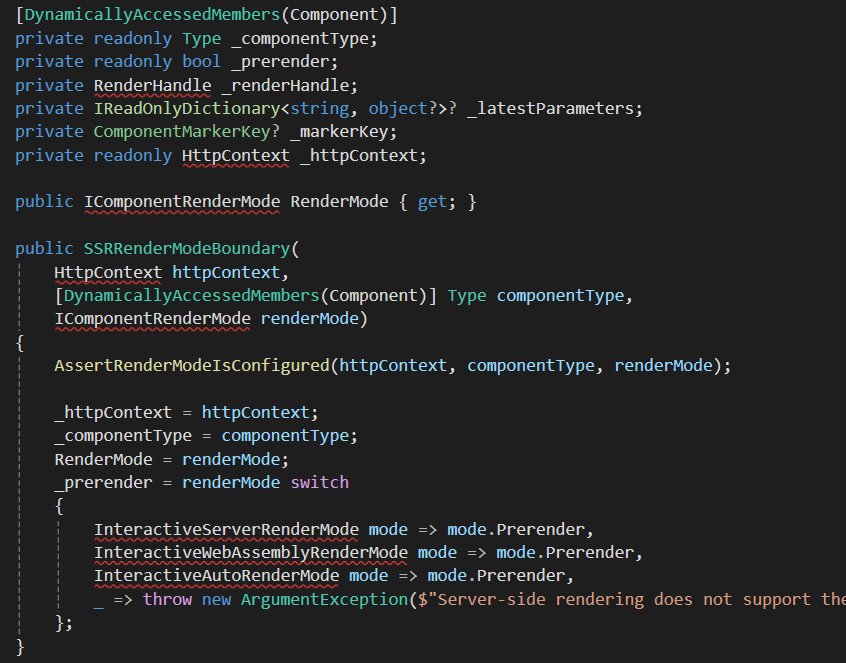 [DynamicallyAccessedMembers(Component)]
private readonly Type _componentType;
private readonly bool _prerender;
private RenderHandle _renderHandle;
private IReadOnlyDictionary<string, object?>? _latestParameters;
private ComponentMarkerKey? _markerKey;
private readonly HttpContext _httpContext;

public IComponentRenderMode RenderMode { get; }

public SSRRenderModeBoundary(
    HttpContext httpContext,
    [DynamicallyAccessedMembers(Component)] Type componentType,
    IComponentRenderMode renderMode)
{
    AssertRenderModeIsConfigured(httpContext, componentType, renderMode);

    _httpContext = httpContext;
    _componentType = componentType;
    RenderMode = renderMode;
    _prerender = renderMode switch
    {
        InteractiveServerRenderMode mode => mode.Prerender,
        InteractiveWebAssemblyRenderMode mode => mode.Prerender,
        InteractiveAutoRenderMode mode => mode.Prerender,
        _ => throw new ArgumentException($"Server-side rendering does not support the
    };
}